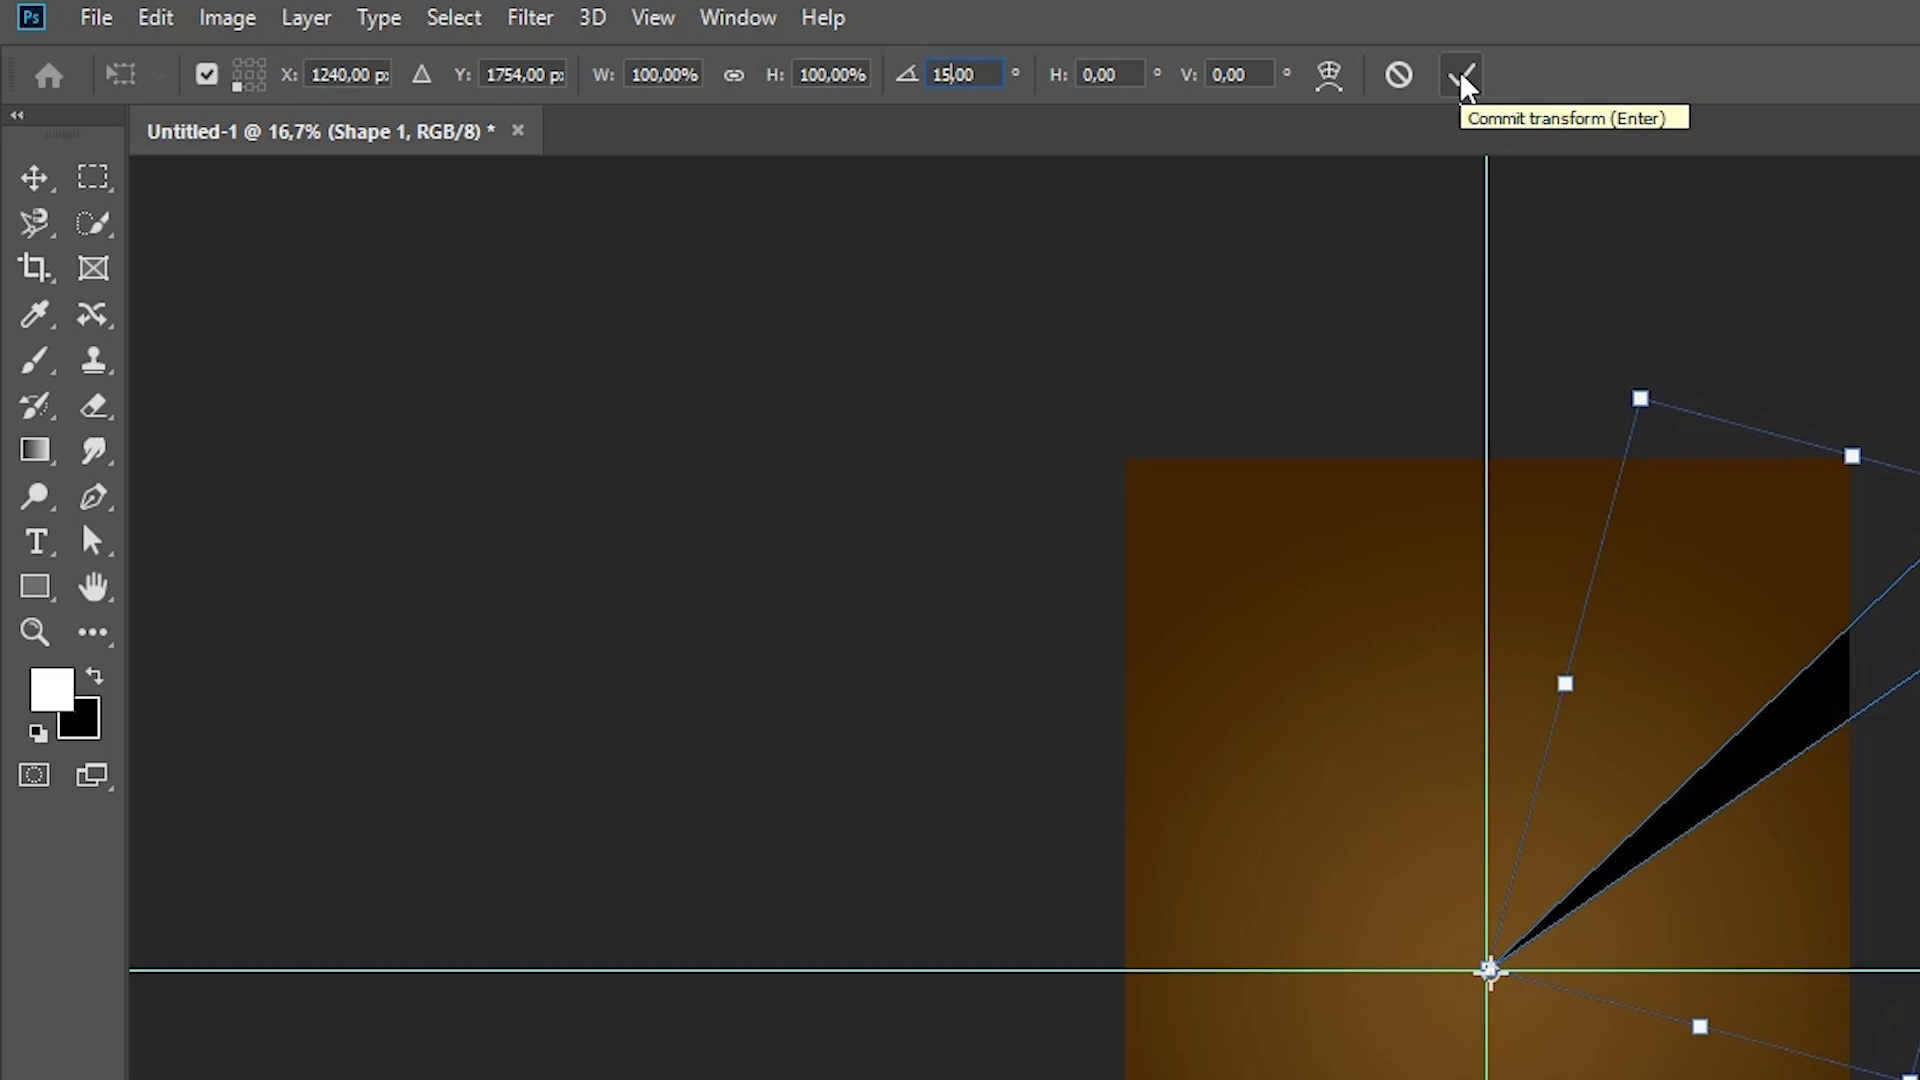 Ps File Edit Image Layer Type Select Filter 3D View Window Help
X: 1240,00 px Y: 1754,00 px W: 100,00% H: 100,00% 15,00 ° H: 0,00 ° V: 0,00 °
Commit transform (Enter)
Untitled-1 @ 16,7% (Shape 1, RGB/8) *